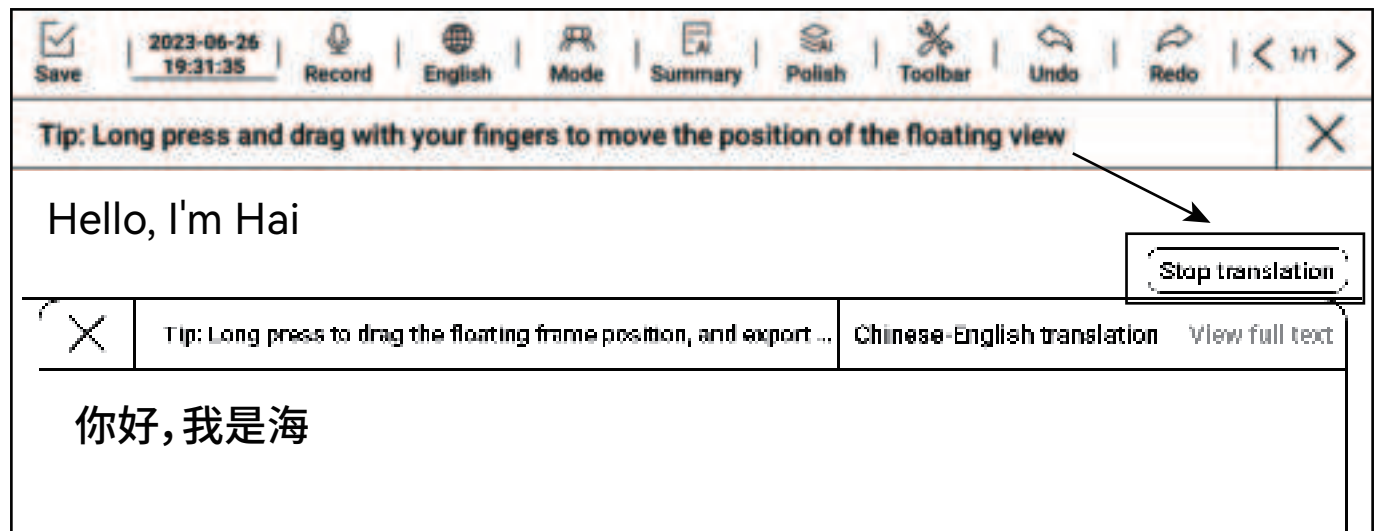 2023-06-26
19:31:35
Save Record English Mode Summary Polish Toolbar Undo Redo 1/1
Tip: Long press and drag with your fingers to move the position of the floating view
Hello, I'm Hai
Stop translation
Tip: Long press to drag the floating frame position, and export ... Chinese-English translation View full text
你好，我是海